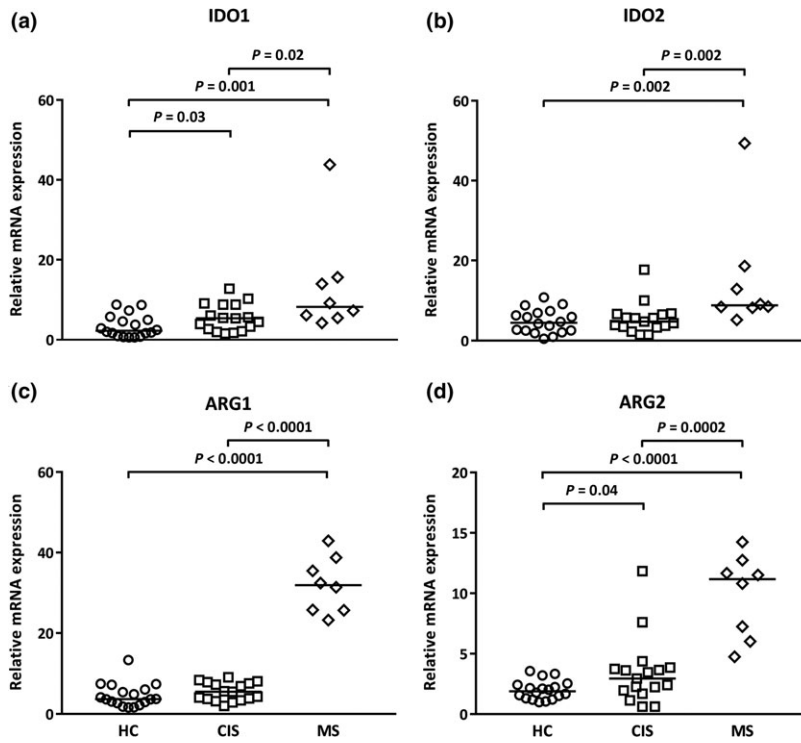 (a)
IDO1
P = 0.02
P = 0.001
P = 0.03
60
40
20
0
Relative mRNA expression
(b)
IDO2
P = 0.002
P = 0.002
60
40
20
0
Relative mRNA expression
(c)
ARG1
P < 0.0001
P < 0.0001
60
40
20
0
Relative mRNA expression
HC CIS MS
(d)
ARG2
P = 0.0002
P < 0.0001
P = 0.04
20
15
10
5
0
Relative mRNA expression
HC CIS MS